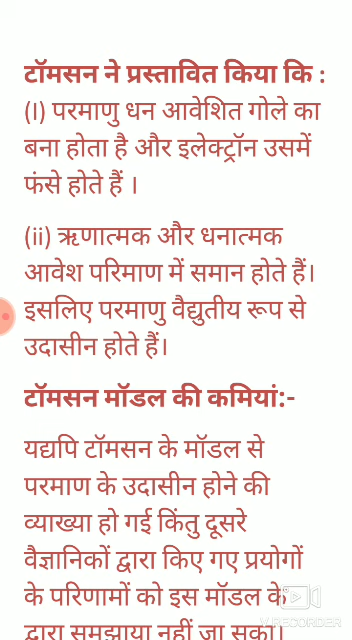 टॉमसन ने प्रस्तावित किया कि :
(I) परमाणु धन आवेशित गोले का
बना होता है और इलेक्ट्रॉन उसमें
फंसे होते हैं ।
(ii) ऋणात्मक और धनात्मक
आवेश परिमाण में समान होते हैं।
इसलिए परमाणु वैद्युतीय रूप से
उदासीन होते हैं।
टॉमसन मॉडल की कमियां:-
यद्यपि टॉमसन के मॉडल से
परमाण के उदासीन होने की
व्याख्या हो गई किंतु दूसरे
वैज्ञानिकों द्वारा किए गए प्रयोगों
के परिणामों को इस मॉडल के
द्वारा समझाया नहीं जा सका।
VIRECORDER